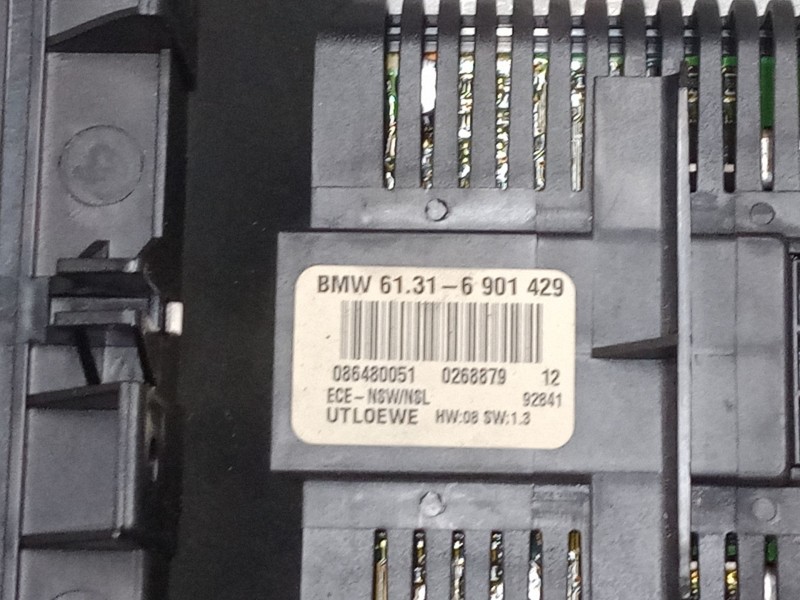 BMW 61.31-6 901 429
086480051 0268879 12
ECE-NSW/NSL 92841
UTLOEWE HW:08 SW:1.3